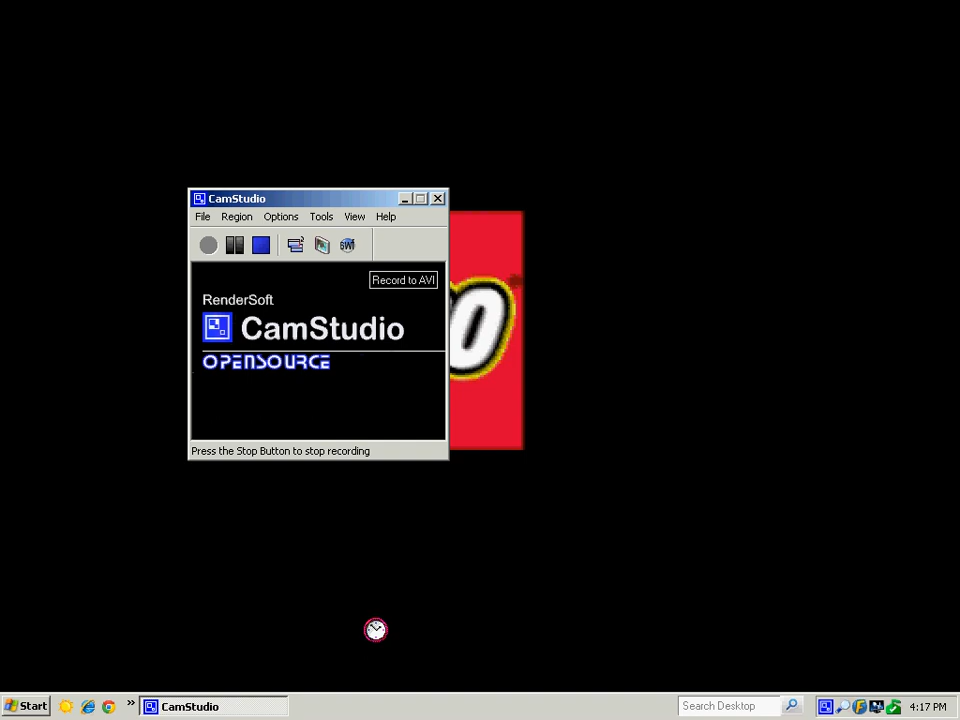 CamStudio
File Region Options Tools View Help
SWF
Record to AVI
RenderSoft
CamStudio
OPENSOURCE
Press the Stop Button to stop recording
Start
»
CamStudio
Search Desktop
4:17 PM